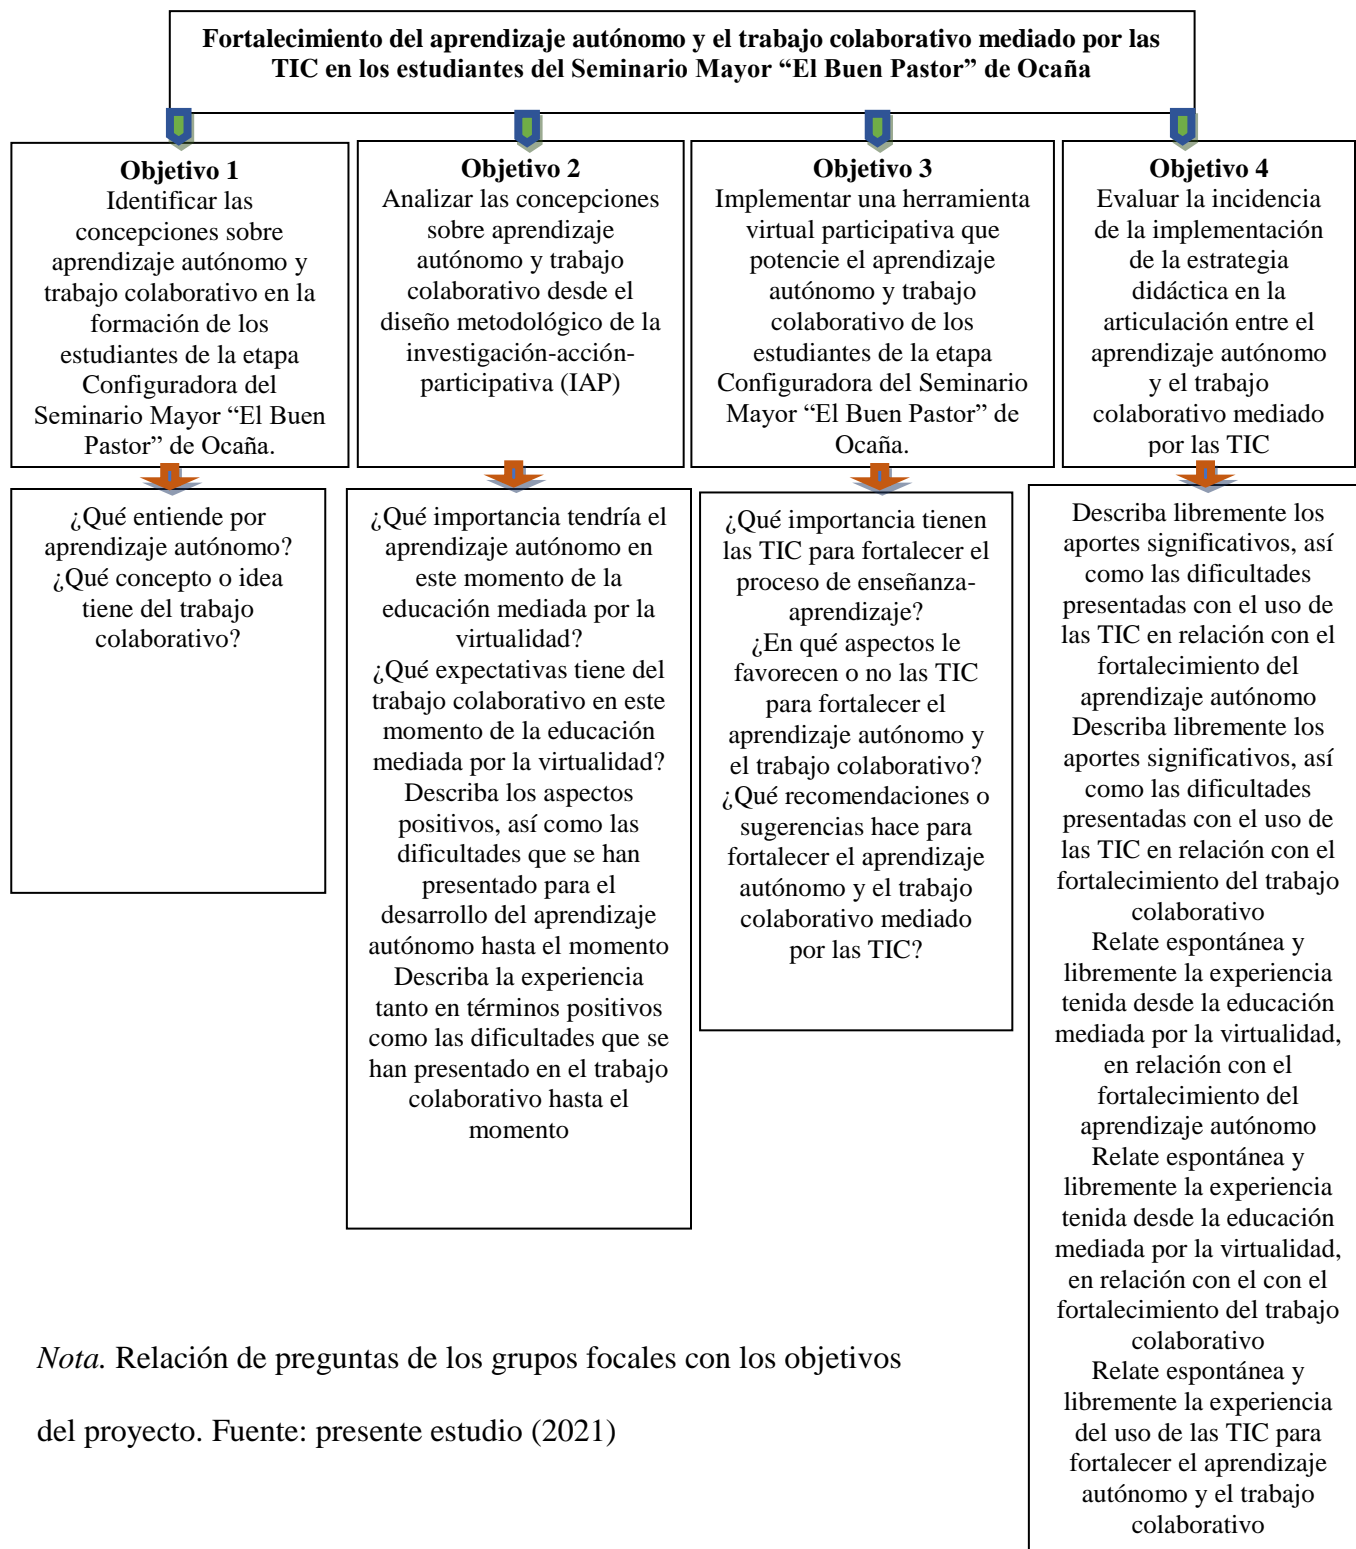 Fortalecimiento del aprendizaje autónomo y el trabajo colaborativo mediado por las
TIC en los estudiantes del Seminario Mayor “El Buen Pastor” de Ocaña
Objetivo 1
Identificar las
concepciones sobre
aprendizaje autónomo y
trabajo colaborativo en la
formación de los
estudiantes de la etapa
Configuradora del
Seminario Mayor “El Buen
Pastor” de Ocaña.
Objetivo 2
Analizar las concepciones
sobre aprendizaje
autónomo y trabajo
colaborativo desde el
diseño metodológico de la
investigación-acción-
participativa (IAP)
Objetivo 3
Implementar una herramienta
virtual participativa que
potencie el aprendizaje
autónomo y trabajo
colaborativo de los
estudiantes de la etapa
Configuradora del Seminario
Mayor “El Buen Pastor” de
Ocaña.
Objetivo 4
Evaluar la incidencia
de la implementación
de la estrategia
didáctica en la
articulación entre el
aprendizaje autónomo
y el trabajo
colaborativo mediado
por las TIC
¿Qué entiende por
aprendizaje autónomo?
¿Qué concepto o idea
tiene del trabajo
colaborativo?
¿Qué importancia tendría el
aprendizaje autónomo en
este momento de la
educación mediada por la
virtualidad?
¿Qué expectativas tiene del
trabajo colaborativo en este
momento de la educación
mediada por la virtualidad?
Describa los aspectos
positivos, así como las
dificultades que se han
presentado para el
desarrollo del aprendizaje
autónomo hasta el momento
Describa la experiencia
tanto en términos positivos
como las dificultades que se
han presentado en el trabajo
colaborativo hasta el
momento
¿Qué importancia tienen
las TIC para fortalecer el
proceso de enseñanza-
aprendizaje?
¿En qué aspectos le
favorecen o no las TIC
para fortalecer el
aprendizaje autónomo y
el trabajo colaborativo?
¿Qué recomendaciones o
sugerencias hace para
fortalecer el aprendizaje
autónomo y el trabajo
colaborativo mediado
por las TIC?
Describa libremente los
aportes significativos, así
como las dificultades
presentadas con el uso de
las TIC en relación con el
fortalecimiento del
aprendizaje autónomo
Describa libremente los
aportes significativos, así
como las dificultades
presentadas con el uso de
las TIC en relación con el
fortalecimiento del trabajo
colaborativo
Relate espontánea y
libremente la experiencia
tenida desde la educación
mediada por la virtualidad,
en relación con el
fortalecimiento del
aprendizaje autónomo
Relate espontánea y
libremente la experiencia
tenida desde la educación
mediada por la virtualidad,
en relación con el con el
fortalecimiento del trabajo
colaborativo
Relate espontánea y
libremente la experiencia
del uso de las TIC para
fortalecer el aprendizaje
autónomo y el trabajo
colaborativo
Nota. Relación de preguntas de los grupos focales con los objetivos
del proyecto. Fuente: presente estudio (2021)